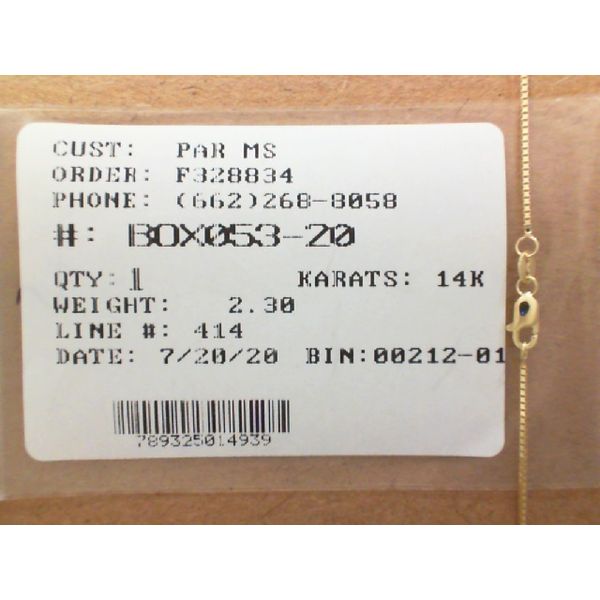 CUST: PAR MS
ORDER: F328834
PHONE: (662)268-8058
#: BOX053-20
QTY: 1 KARATS: 14K
WEIGHT: 2.30
LINE #: 414
DATE: 7/20/20 BIN:00212-01
789325014939